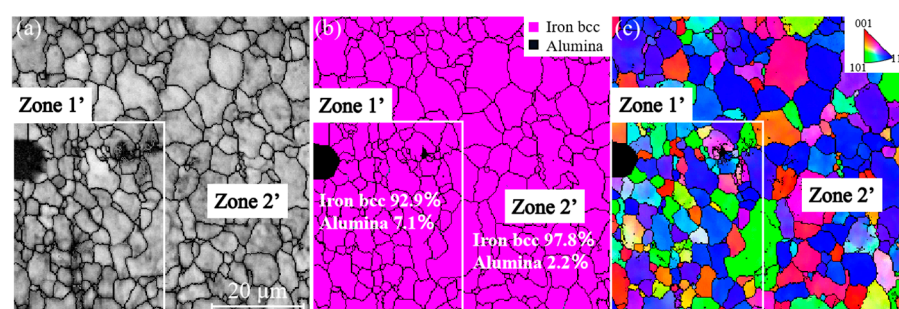 (a)
Zone 1’
Zone 2’
20 μm
(b)
Iron bcc
Alumina
Zone 1’
Iron bcc 92.9%
Alumina 7.1%
Zone 2’
Iron bcc 97.8%
Alumina 2.2%
(c)
001
101
Zone 1’
Zone 2’